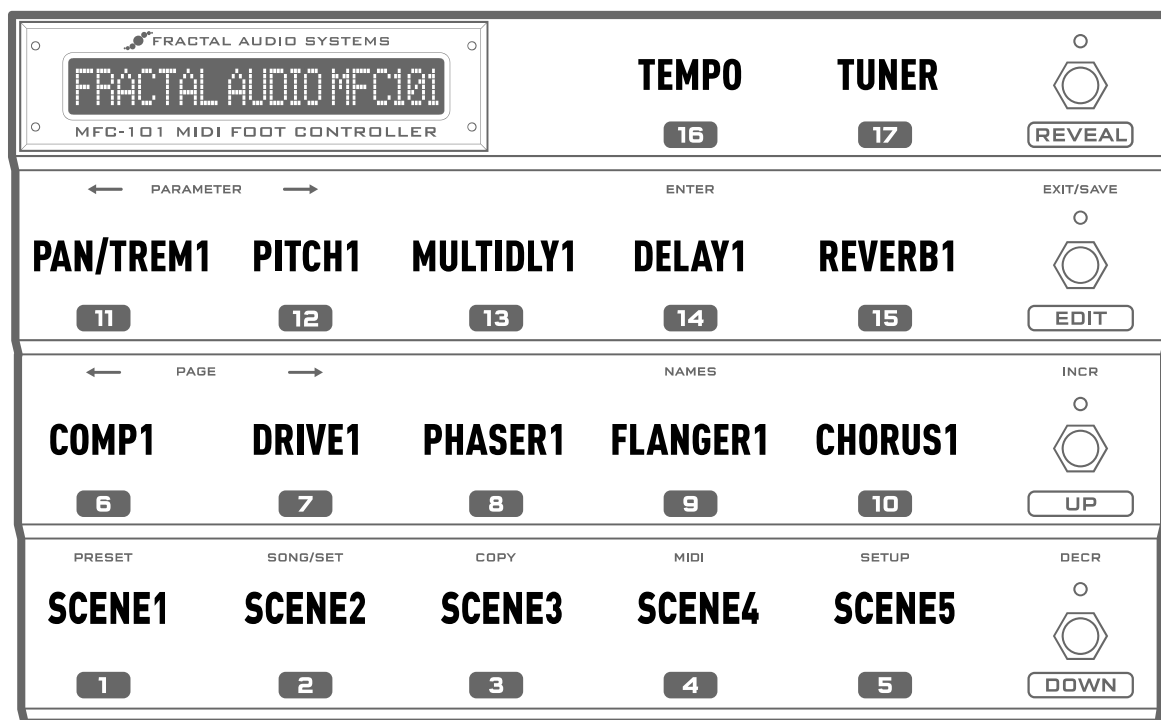 FRACTAL AUDIO SYSTEMS
FRACTAL AUDIO MFC101
MFC-101 MIDI FOOT CONTROLLER
TEMPO TUNER
16 17 REVEAL
← PARAMETER → ENTER EXIT/SAVE
PAN/TREM1 PITCH1 MULTIDLY1 DELAY1 REVERB1
11 12 13 14 15 EDIT
← PAGE → NAMES INCR
COMP1 DRIVE1 PHASER1 FLANGER1 CHORUS1
6 7 8 9 10 UP
PRESET SONG/SET COPY MIDI SETUP DECR
SCENE1 SCENE2 SCENE3 SCENE4 SCENE5
1 2 3 4 5 DOWN